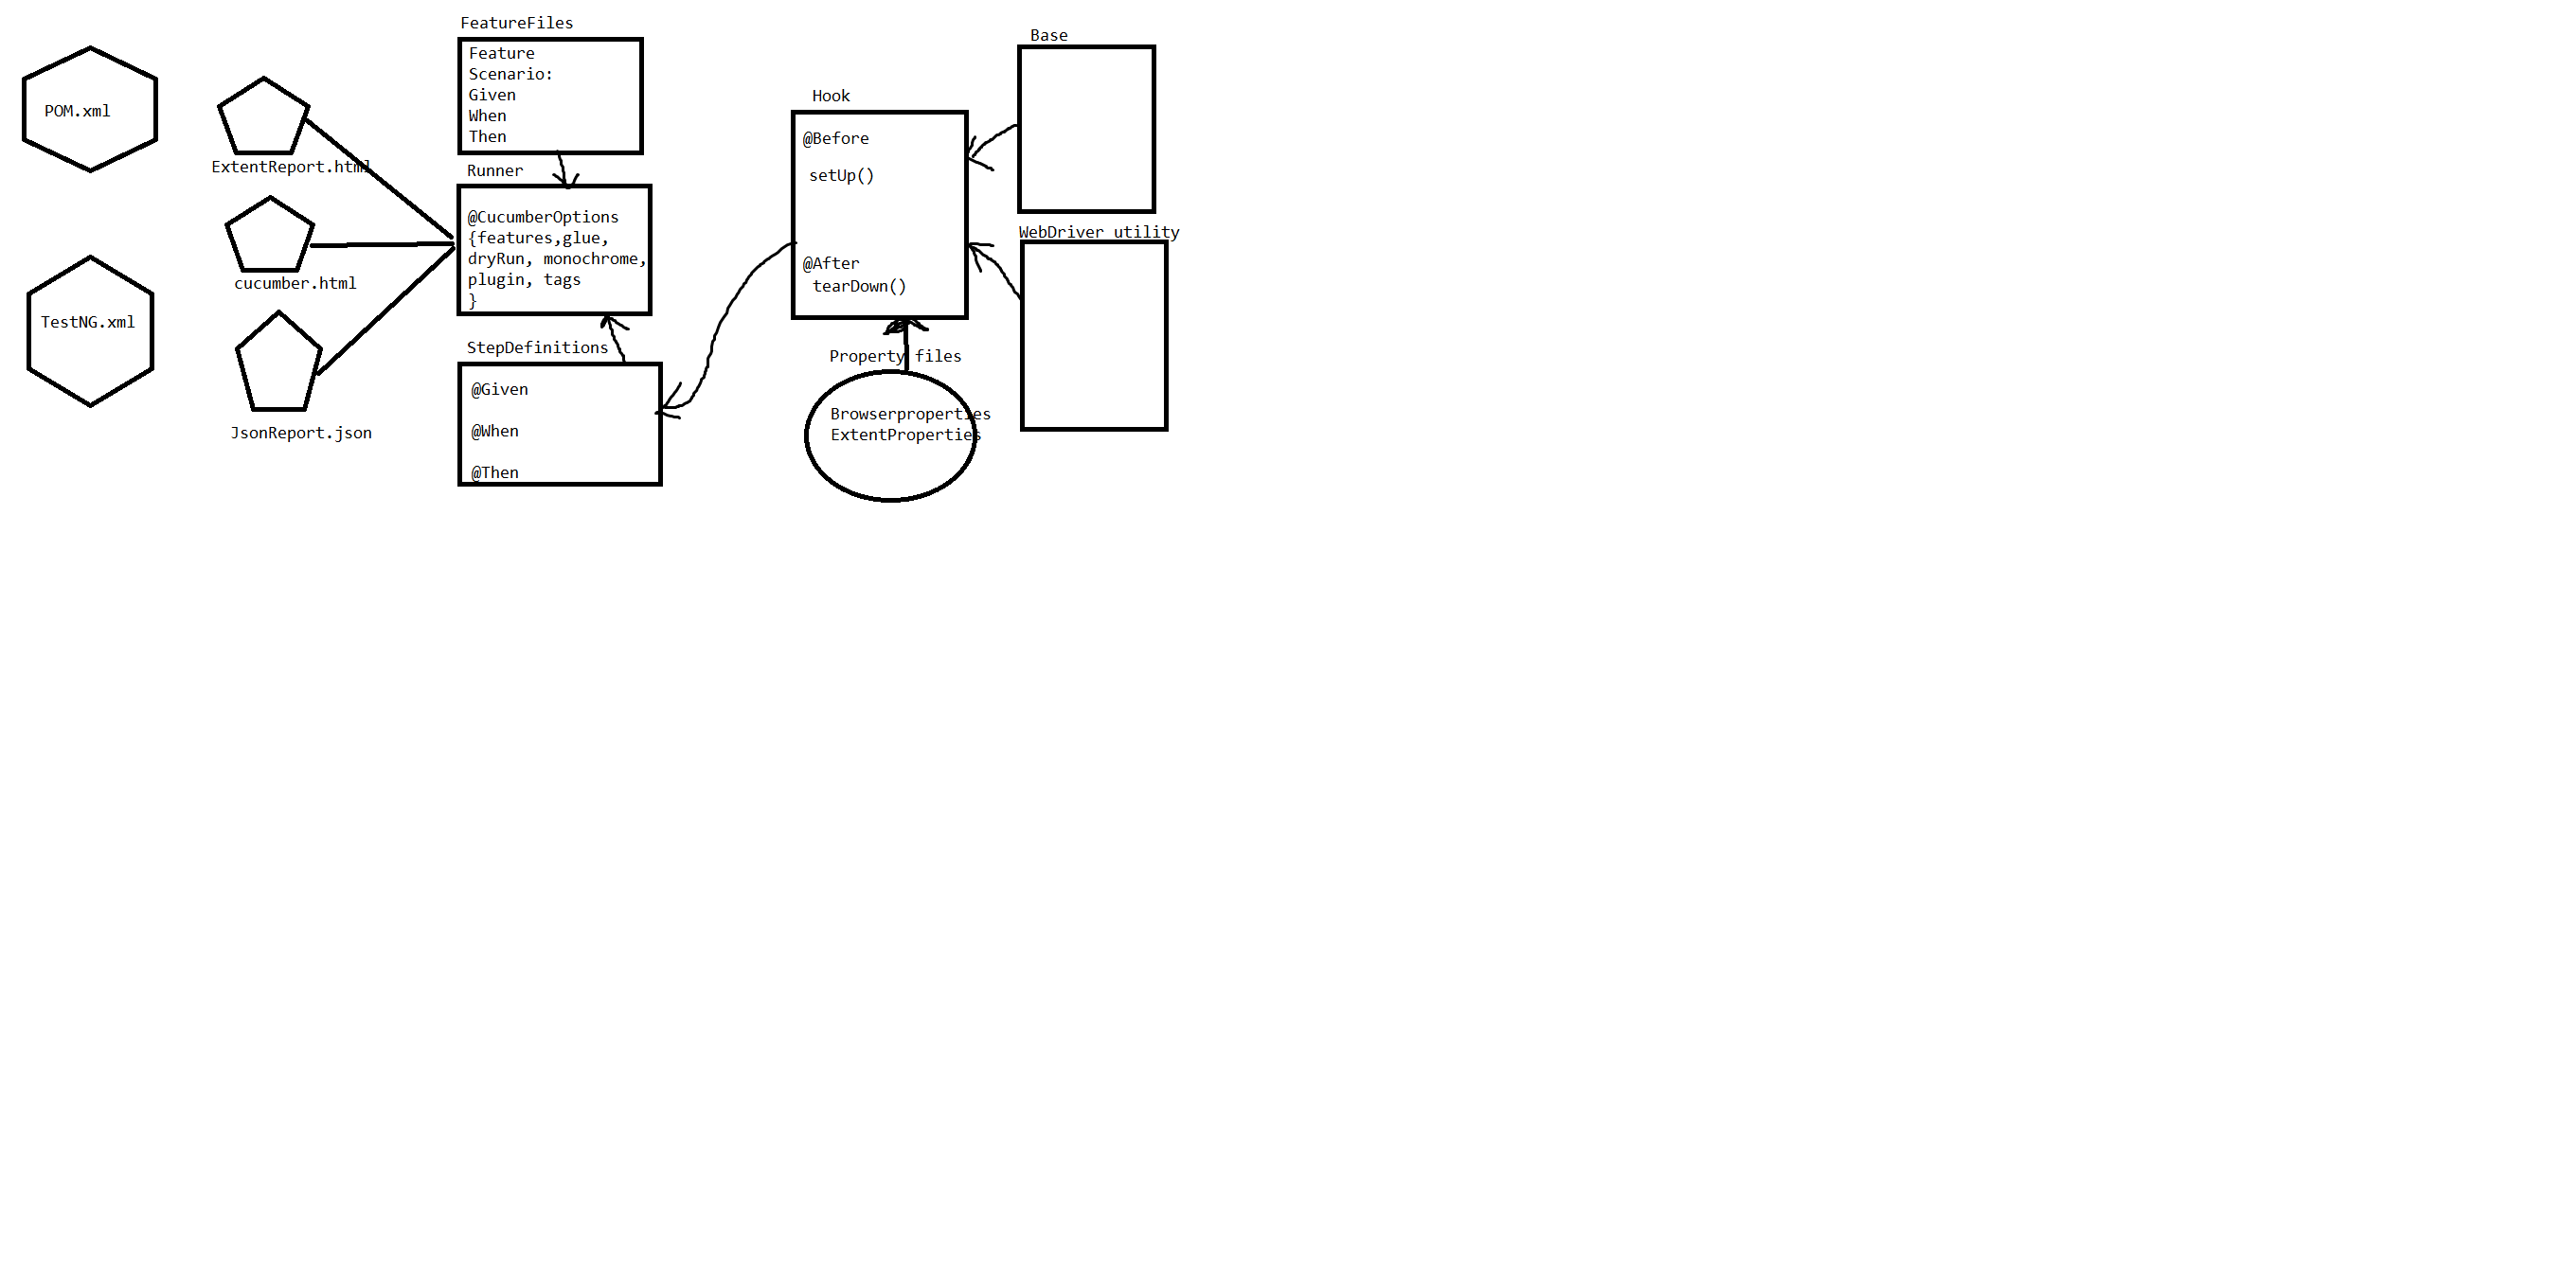 POM.xml
TestNG.xml
ExtentReport.html
cucumber.html
JsonReport.json
FeatureFiles
Feature
Scenario:
Given
When
Then
Runner
@CucumberOptions
{features,glue,
dryRun, monochrome,
plugin, tags
}
StepDefinitions
@Given
@When
@Then
Hook
@Before
setUp()
@After
tearDown()
Property files
Browserproperties
ExtentProperties
Base
WebDriver utility